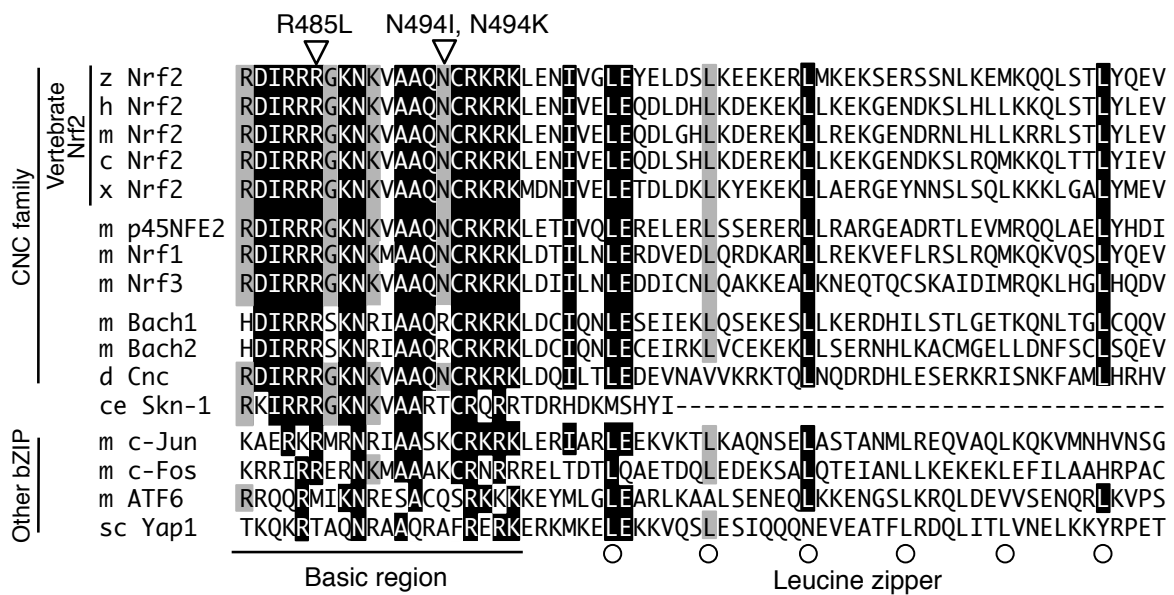 R485L N494I, N494K
CNC family
Vertebrate
Nrf2
z Nrf2 RDIRRRGKNKVAAQNCRKRKLENIVGLEYELDSLKEEKERLMKEKSERSSNLKEMKQQLSTLYQEV
h Nrf2 RDIRRRGKNKVAAQNCRKRKLENIVELEQDLDHLKDEKEKLLKEKGENDKSLHLLKKQLSTLYLEV
m Nrf2 RDIRRRGKNKVAAQNCRKRKLENIVELEQDLGHLKDEREKLLREKGENDRNLHLLKRRLSTLYLEV
c Nrf2 RDIRRRGKNKVAAQNCRKRKLENIVELEQDLSHLKDEREKLLKEKGENDKSLRQMKKQLTTLYIEV
x Nrf2 RDIRRRGKNKVAAQNCRKRKMDNIVELETDLDKLKYEKEKLLAERGEYNNSLSQLKKKLGALYMEV
m p45NFE2 RDIRRRGKNKVAAQNCRKRKLETIVQLERELERLSSERERLLRARGEADRTLEVMRQQLAELYHDI
m Nrf1 RDIRRRGKNKMAAQNCRKRKLDTILNLERDVEDLQRDKARLLREKVEFLRSLRQMKQKVQSLYQEV
m Nrf3 RDIRRRGKNKVAAQNCRKRKLDIILNLEDDICNLQAKKEALKNEQTQCSKAIDIMRQKLHGLHQDV
m Bach1 HDIRRRSKNRIAAQRCRKRKLDCIQNLESEIEKLQSEKESLLKERDHILSTLGETKQNLTGLCQQV
m Bach2 RDIRRRSKNRIAAQRCRKRKLDCIQNLECEIRKLVCEKEKLLSERNHLKACMGELLDNFSCLSQEV
d Cnc RDIRRRGKNKVAAQNCRKRKLDQILTLEDEVNAVVKRKTQLNQDRDHLESERKRISNKFAMLHRHV
ce Skn-1 RKIRRRGKNKVAARTCRQRRTDRHDKMSHYI-----------------------------------
Other bZIP
m c-Jun KAERKRMRNRIAASKCRKRKLERIARLEEKVKTLKAQNSELASTANMLREQVAQLKQKVMNHVNSG
m c-Fos KRRIRRERNKMAAAKCRNRRRELTDTLQAETDQLEDEKSALQTEIANLLKEKEKLEFILAAHRPAC
m ATF6 RRQQRMIKNRESACQSRKKKKEYMLGLEARLKAALSENEQLKKENGSLKRQLDEVVSENQRLKVPS
sc Yap1 TKQKRTAQNRAAQRAFRERKERKMKELEKKVQSLESIQQQNEVEATFLRDQLITLVNELKKYRPET
Basic region Leucine zipper